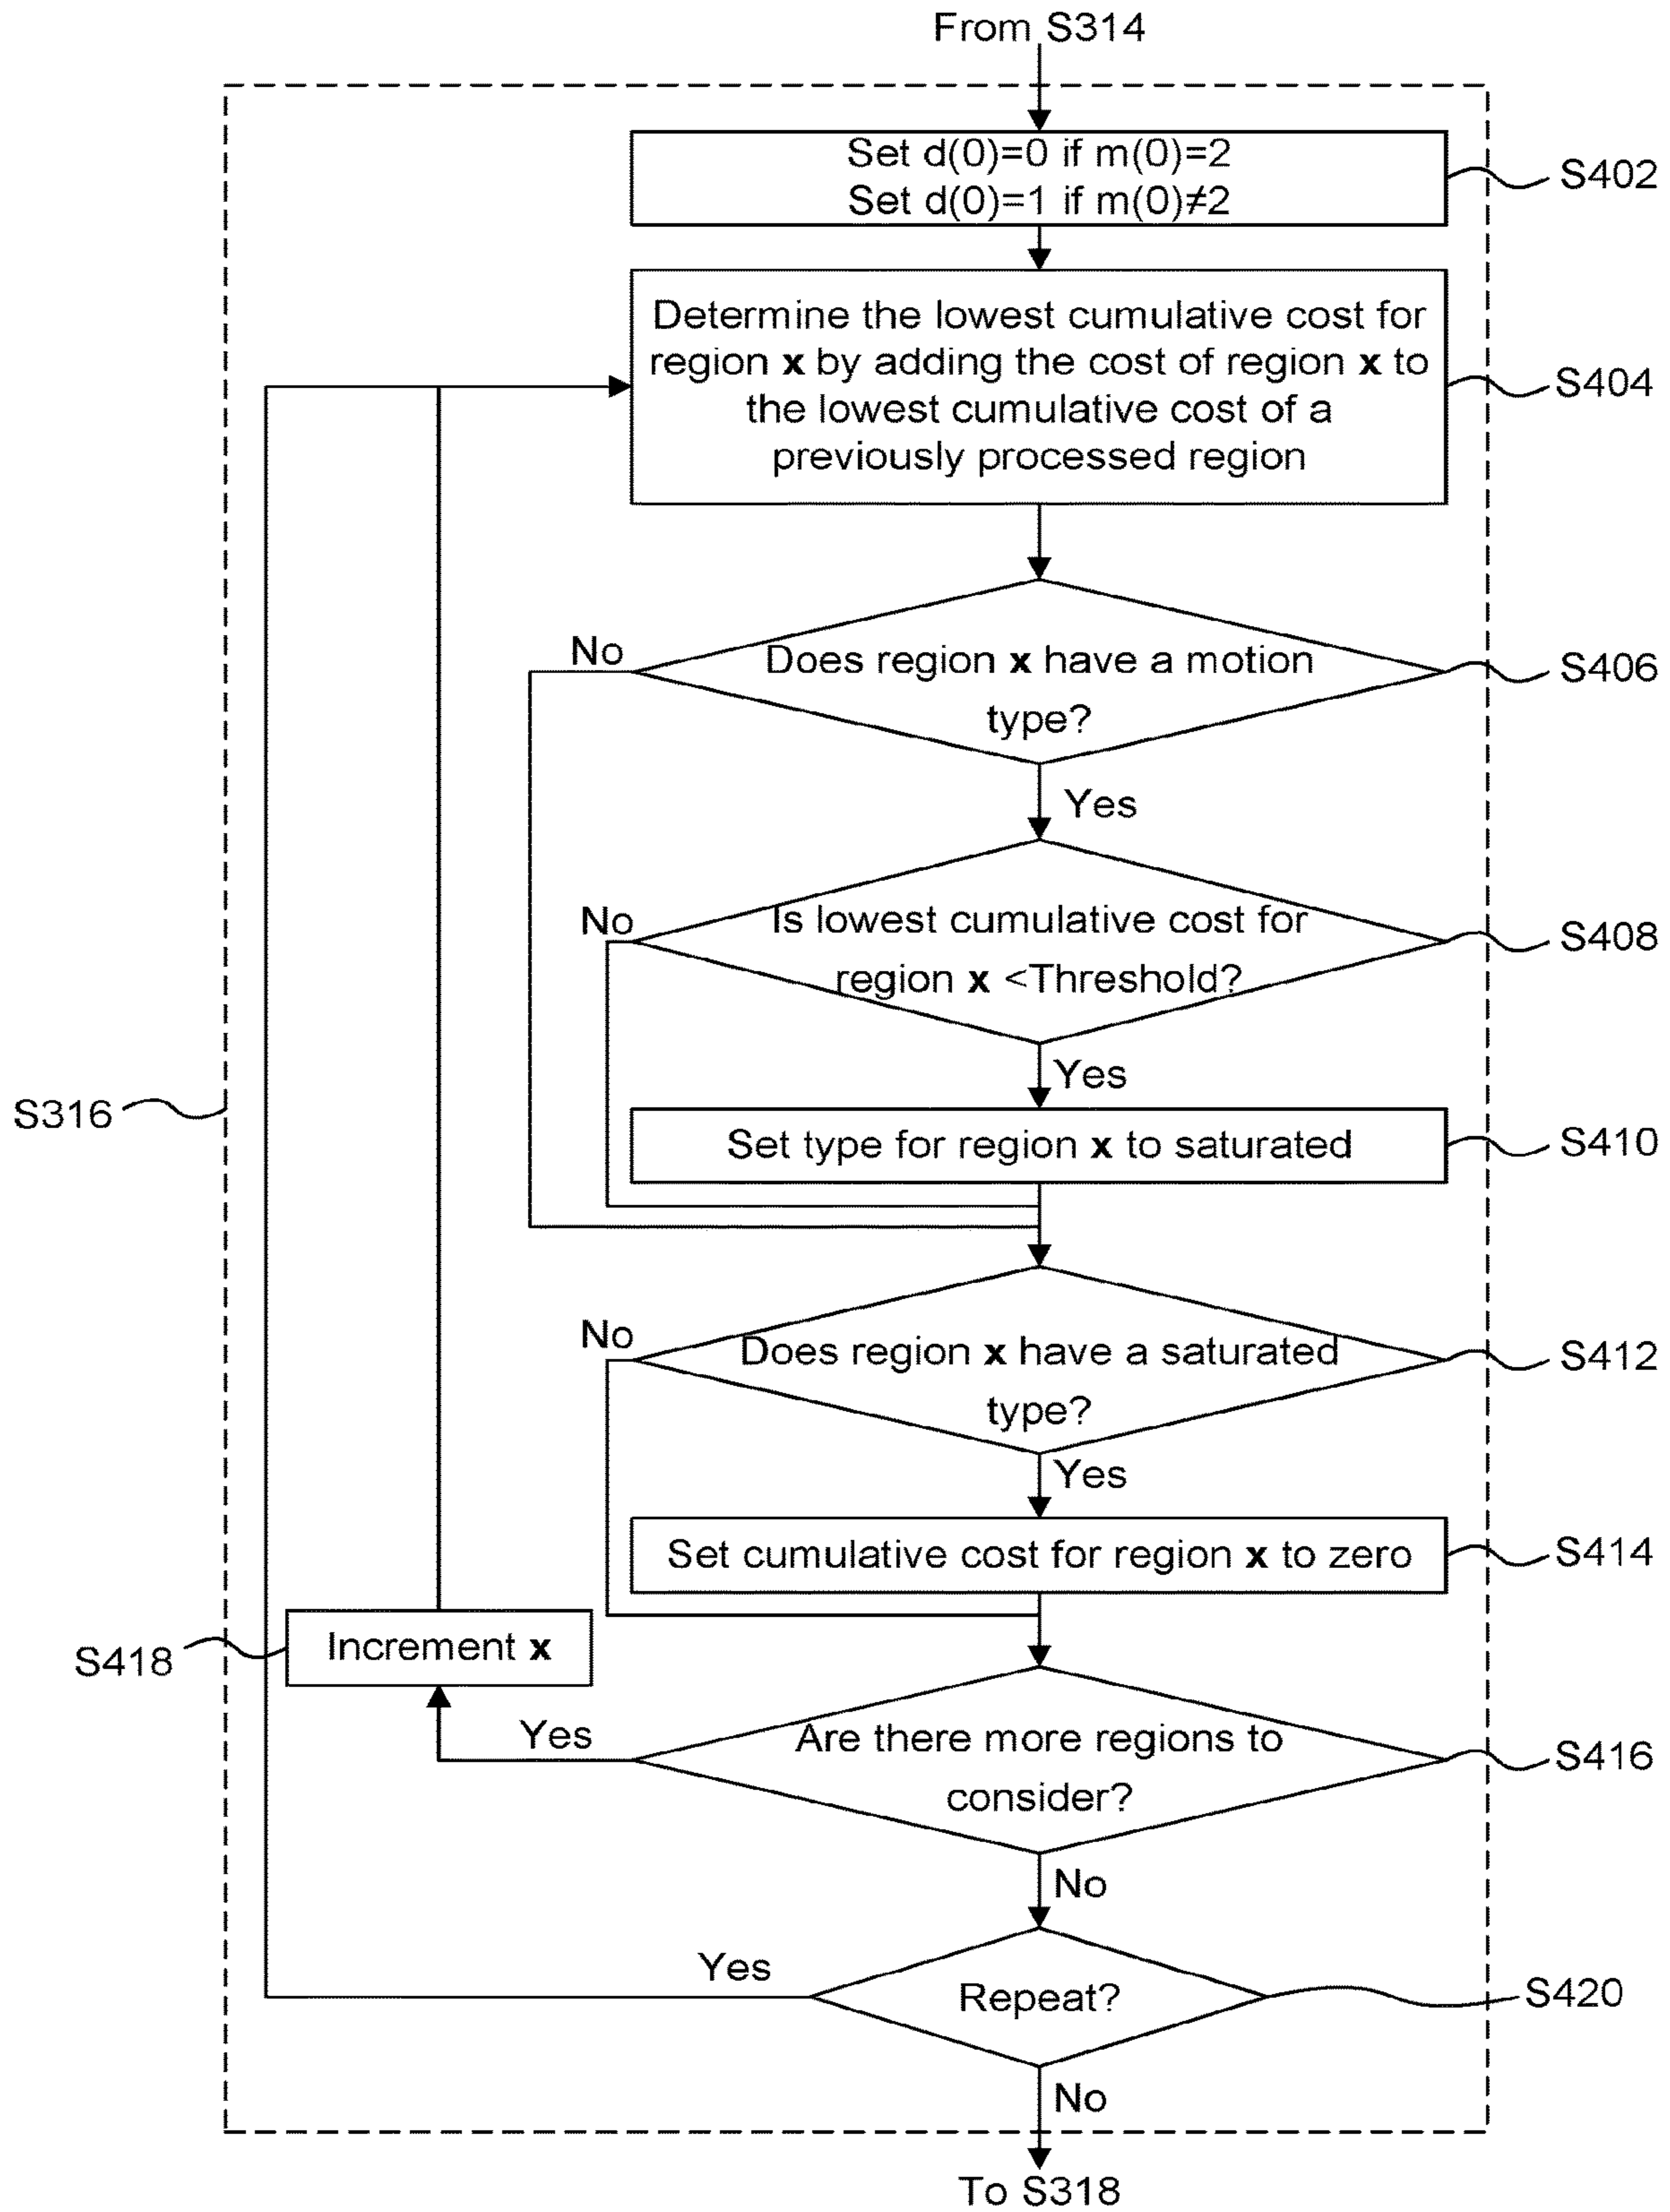 From S314
Set d(0)=0 if m(0)=2
Set d(0)=1 if m(0)≠2
S402
Determine the lowest cumulative cost for
region x by adding the cost of region x to
the lowest cumulative cost of a
previously processed region
S404
No
Does region x have a motion
type?
S406
Yes
No
Is lowest cumulative cost for
region x <Threshold?
S408
Yes
S316
Set type for region x to saturated
S410
No
Does region x have a saturated
type?
S412
Yes
Set cumulative cost for region x to zero
S414
S418
Increment x
Yes
Are there more regions to
consider?
S416
No
Yes
Repeat?
S420
No
To S318